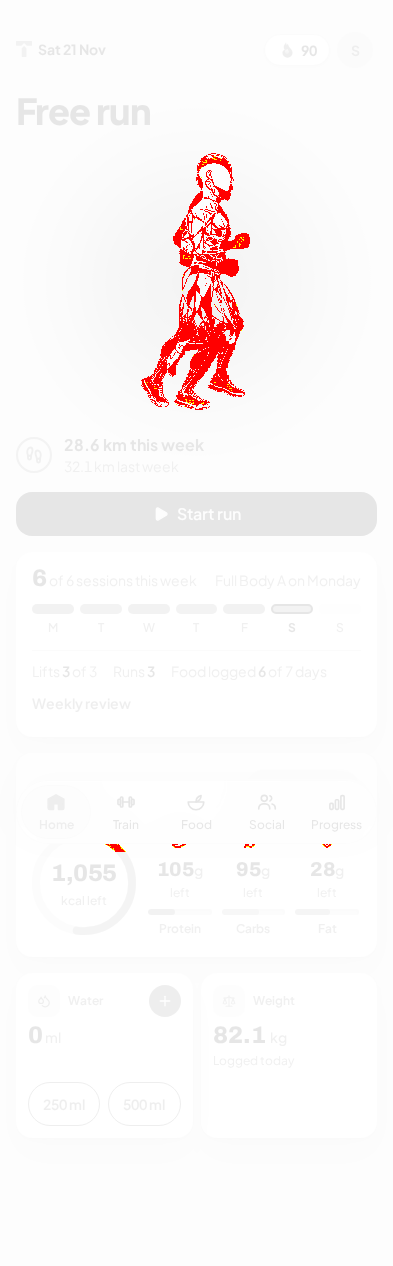 Sat 21 Nov
90
S
Free run
28.6 km this week
32.1 km last week
Start run
6 of 6 sessions this week
Full Body A on Monday
M T W T F S S
Lifts 3 of 3 Runs 3 Food logged 6 of 7 days
Weekly review
Home Train Food Social Progress
1,055
kcal left
105g 95g 28g
left left left
Protein Carbs Fat
Water
+
0 ml
250 ml 500 ml
Weight
82.1 kg
Logged today